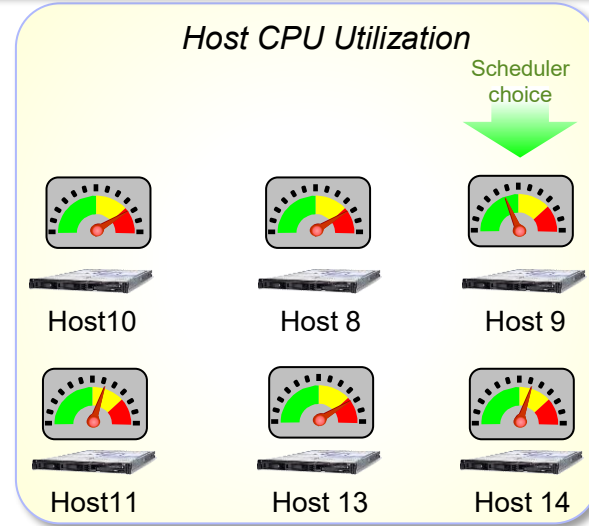 Host CPU Utilization
Scheduler
choice
Host10
Host 8
Host 9
Host11
Host 13
Host 14